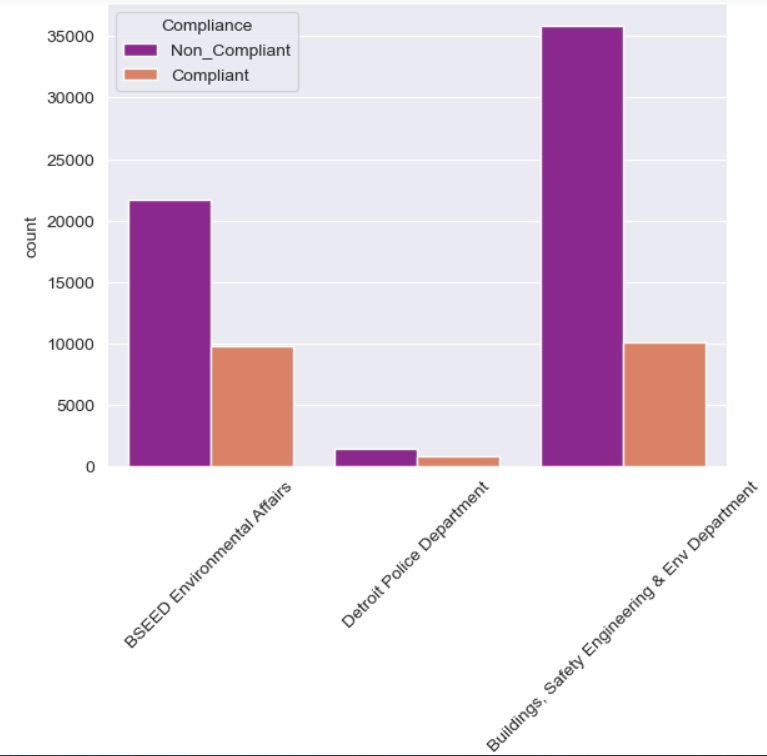 Compliance
Non_Compliant
Compliant
35000
30000
25000
20000
15000
10000
5000
0
count
BSEED Environmental Affairs
Detroit Police Department
Buildings, Safety Engineering & Env Department